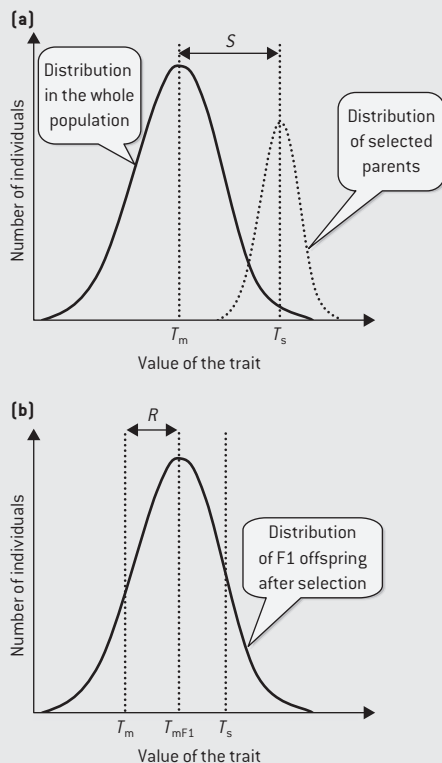 (a)
S
Distribution
in the whole
population
Distribution
of selected
parents
Number of individuals
Tm
Ts
Value of the trait
(b)
R
Distribution
of F1 offspring
after selection
Number of individuals
Tm
TmF1
Ts
Value of the trait